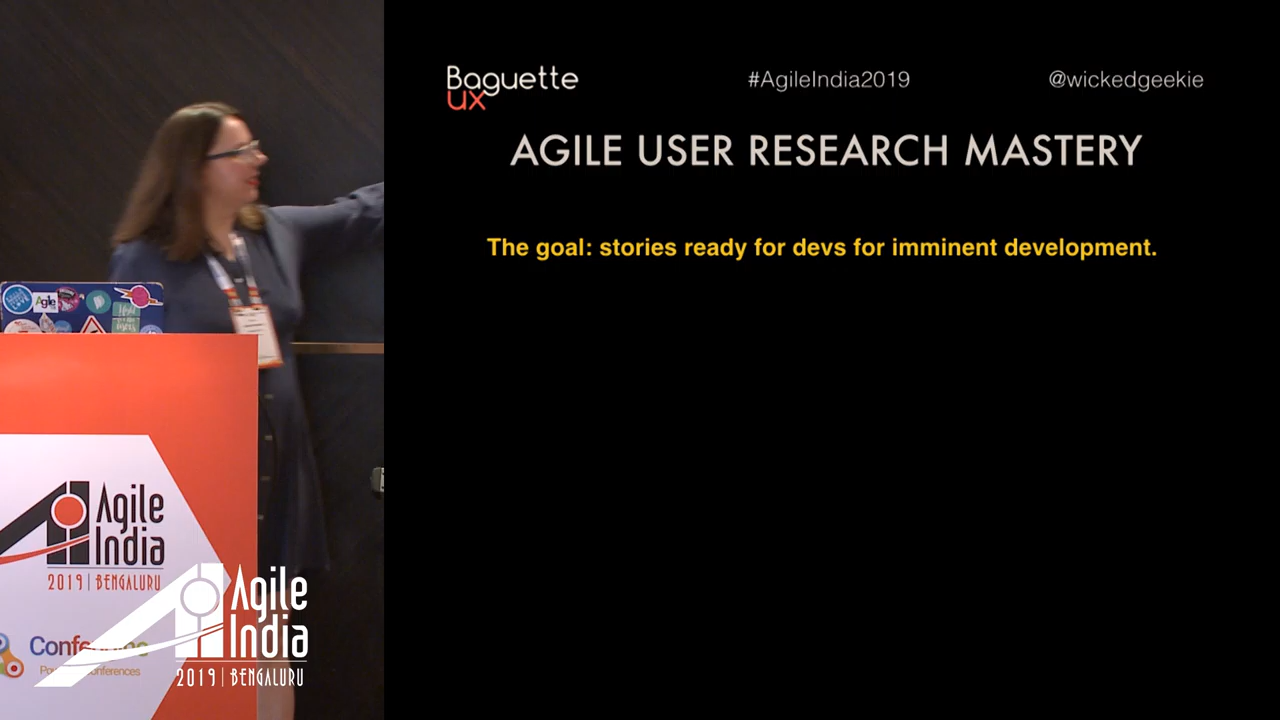 Baguette
ux
#AgileIndia2019
@wickedgeekie
AGILE USER RESEARCH MASTERY
The goal: stories ready for devs for imminent development.
Agile
Agile
India
2019 | BENGALURU
Agile
India
2019 | BENGALURU